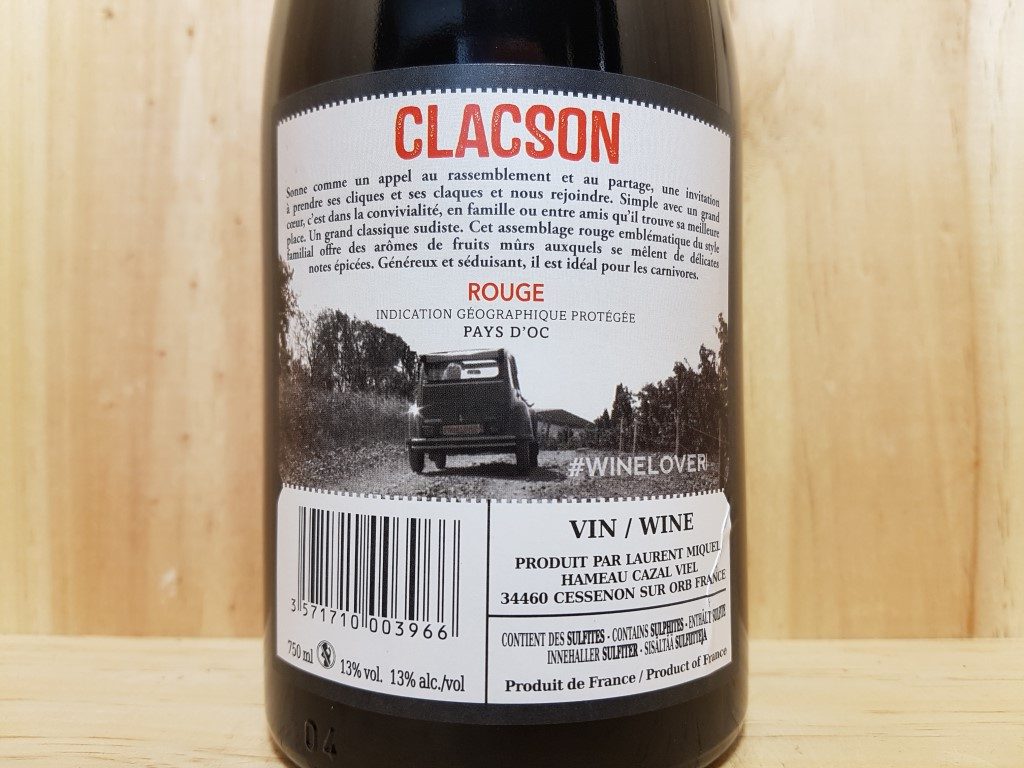 CLACSON
Sonne comme un appel au rassemblement et au partage, une invitation
à prendre ses cliques et ses claques et nous rejoindre. Simple avec un grand
cœur, c'est dans la convivialité, en famille ou entre amis qu'il trouve sa meilleure
place. Un grand classique sudiste. Cet assemblage rouge emblématique du style
familial offre des arômes de fruits mûrs auxquels se mêlent de délicates
notes épicées. Généreux et séduisant, il est idéal pour les carnivores.
ROUGE
INDICATION GÉOGRAPHIQUE PROTÉGÉE
PAYS D'OC
#WINELOVER
3 571710 003966
750 ml 13% vol. 13% alc./vol
VIN / WINE
PRODUIT PAR LAURENT MIQUEL
HAMEAU CAZAL VIEL
34460 CESSENON SUR ORB FRANCE
CONTIENT DES SULFITES - CONTAINS SULPHITES - ENTHÄLT SULFITE
INNEHALLER SULFITER - SISÄLTÄÄ SULFIITTEJA
Produit de France / Product of France
04